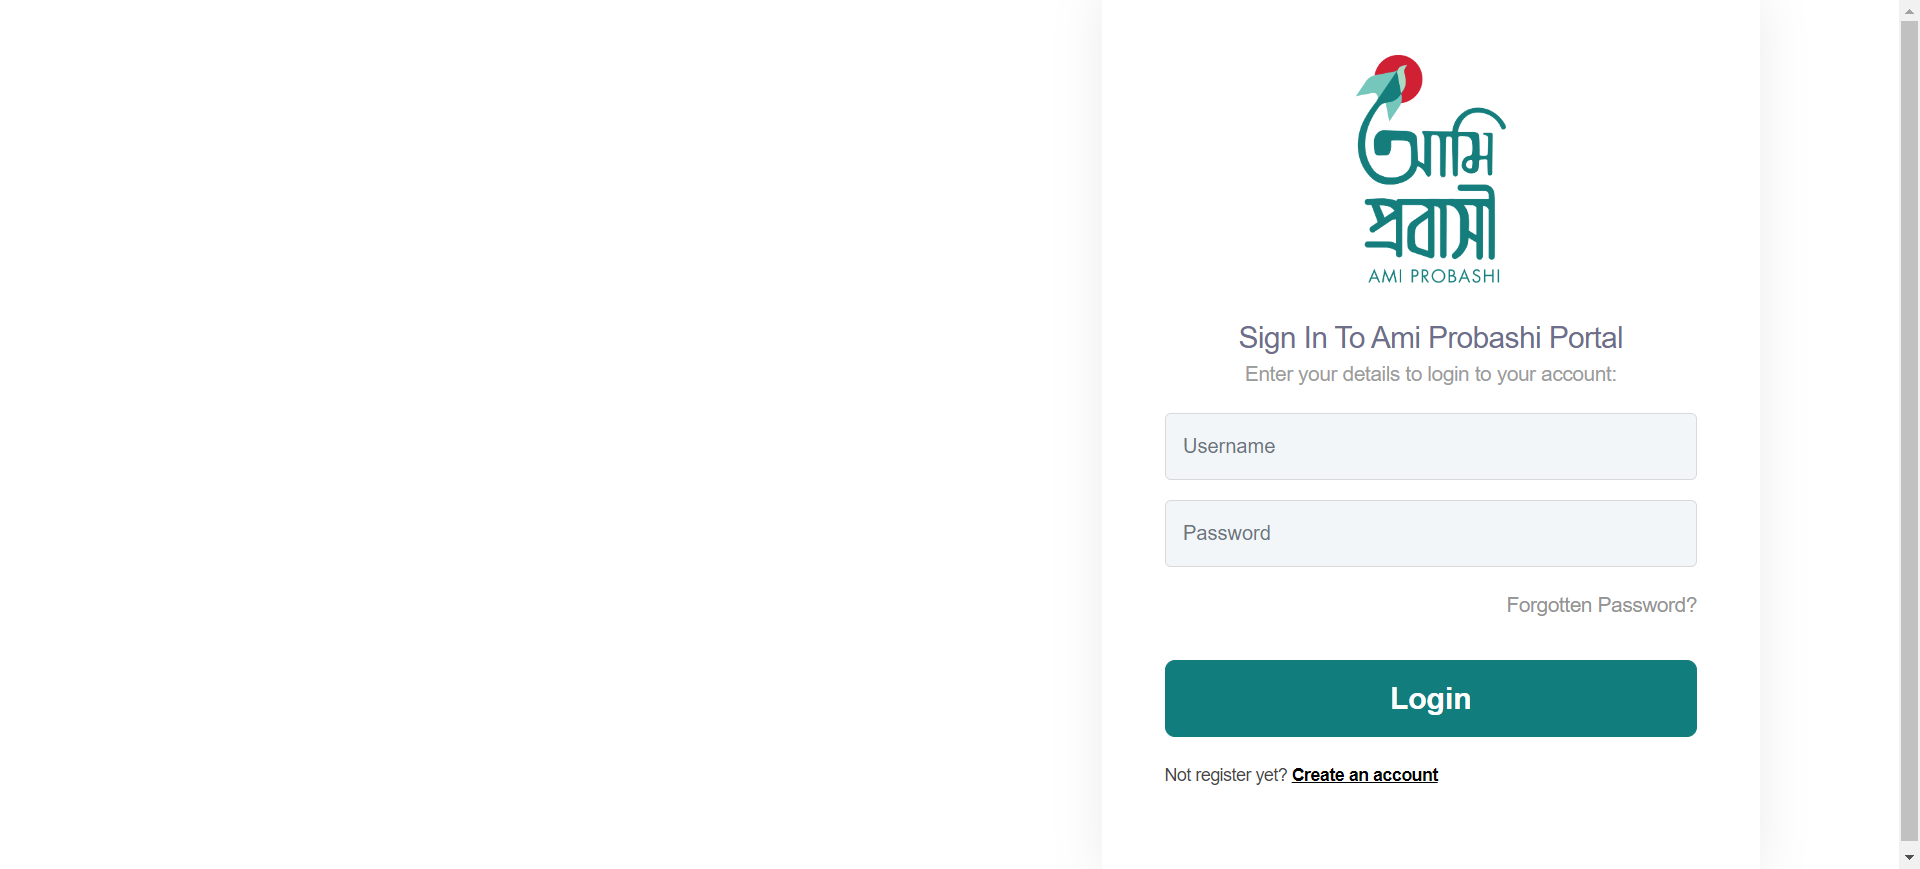 আমি
প্রবাসী
AMI PROBASHI
Sign In To Ami Probashi Portal
Enter your details to login to your account:
Username
Password
Forgotten Password?
Login
Not register yet? Create an account